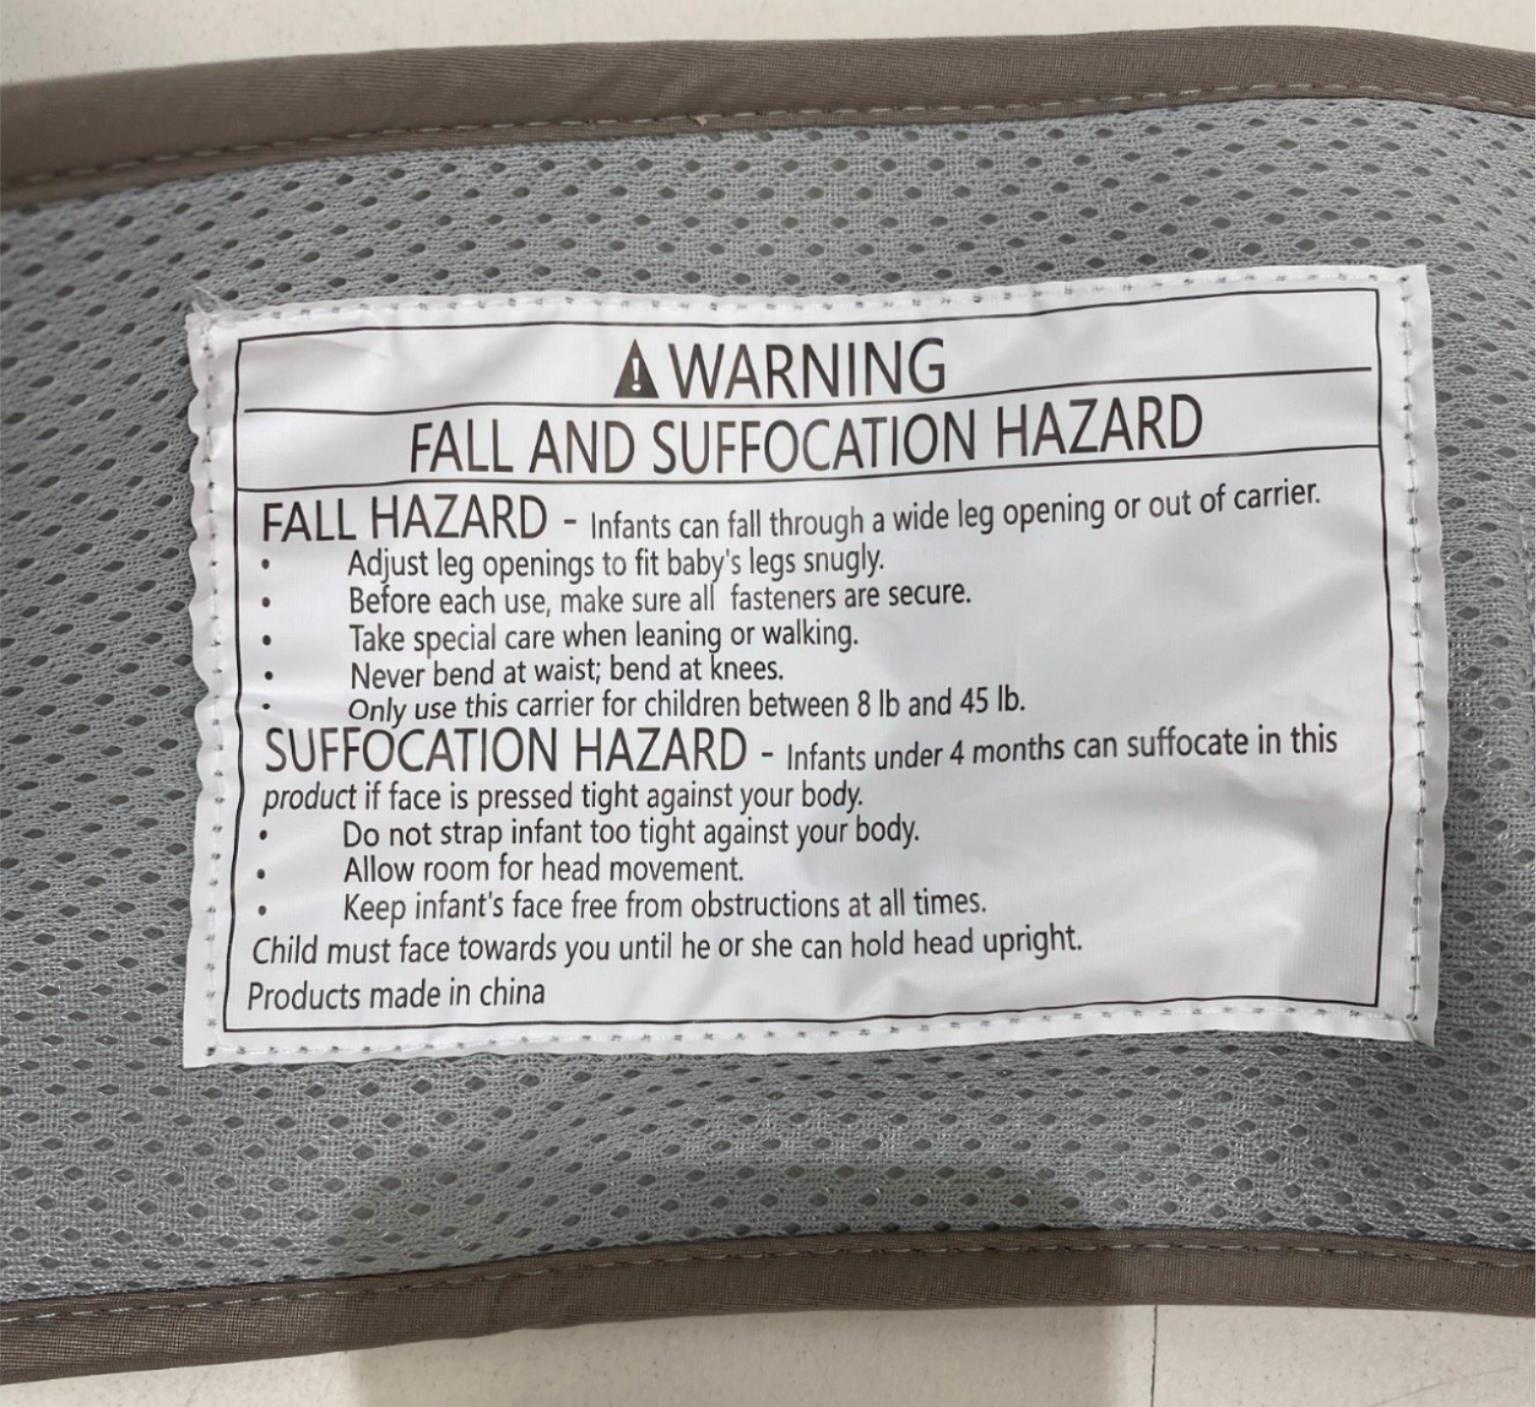 ⚠ WARNING
FALL AND SUFFOCATION HAZARD
FALL HAZARD - Infants can fall through a wide leg opening or out of carrier.
• Adjust leg openings to fit baby's legs snugly.
• Before each use, make sure all fasteners are secure.
• Take special care when leaning or walking.
• Never bend at waist; bend at knees.
• Only use this carrier for children between 8 lb and 45 lb.
SUFFOCATION HAZARD - Infants under 4 months can suffocate in this
product if face is pressed tight against your body.
• Do not strap infant too tight against your body.
• Allow room for head movement.
• Keep infant's face free from obstructions at all times.
Child must face towards you until he or she can hold head upright.
Products made in china